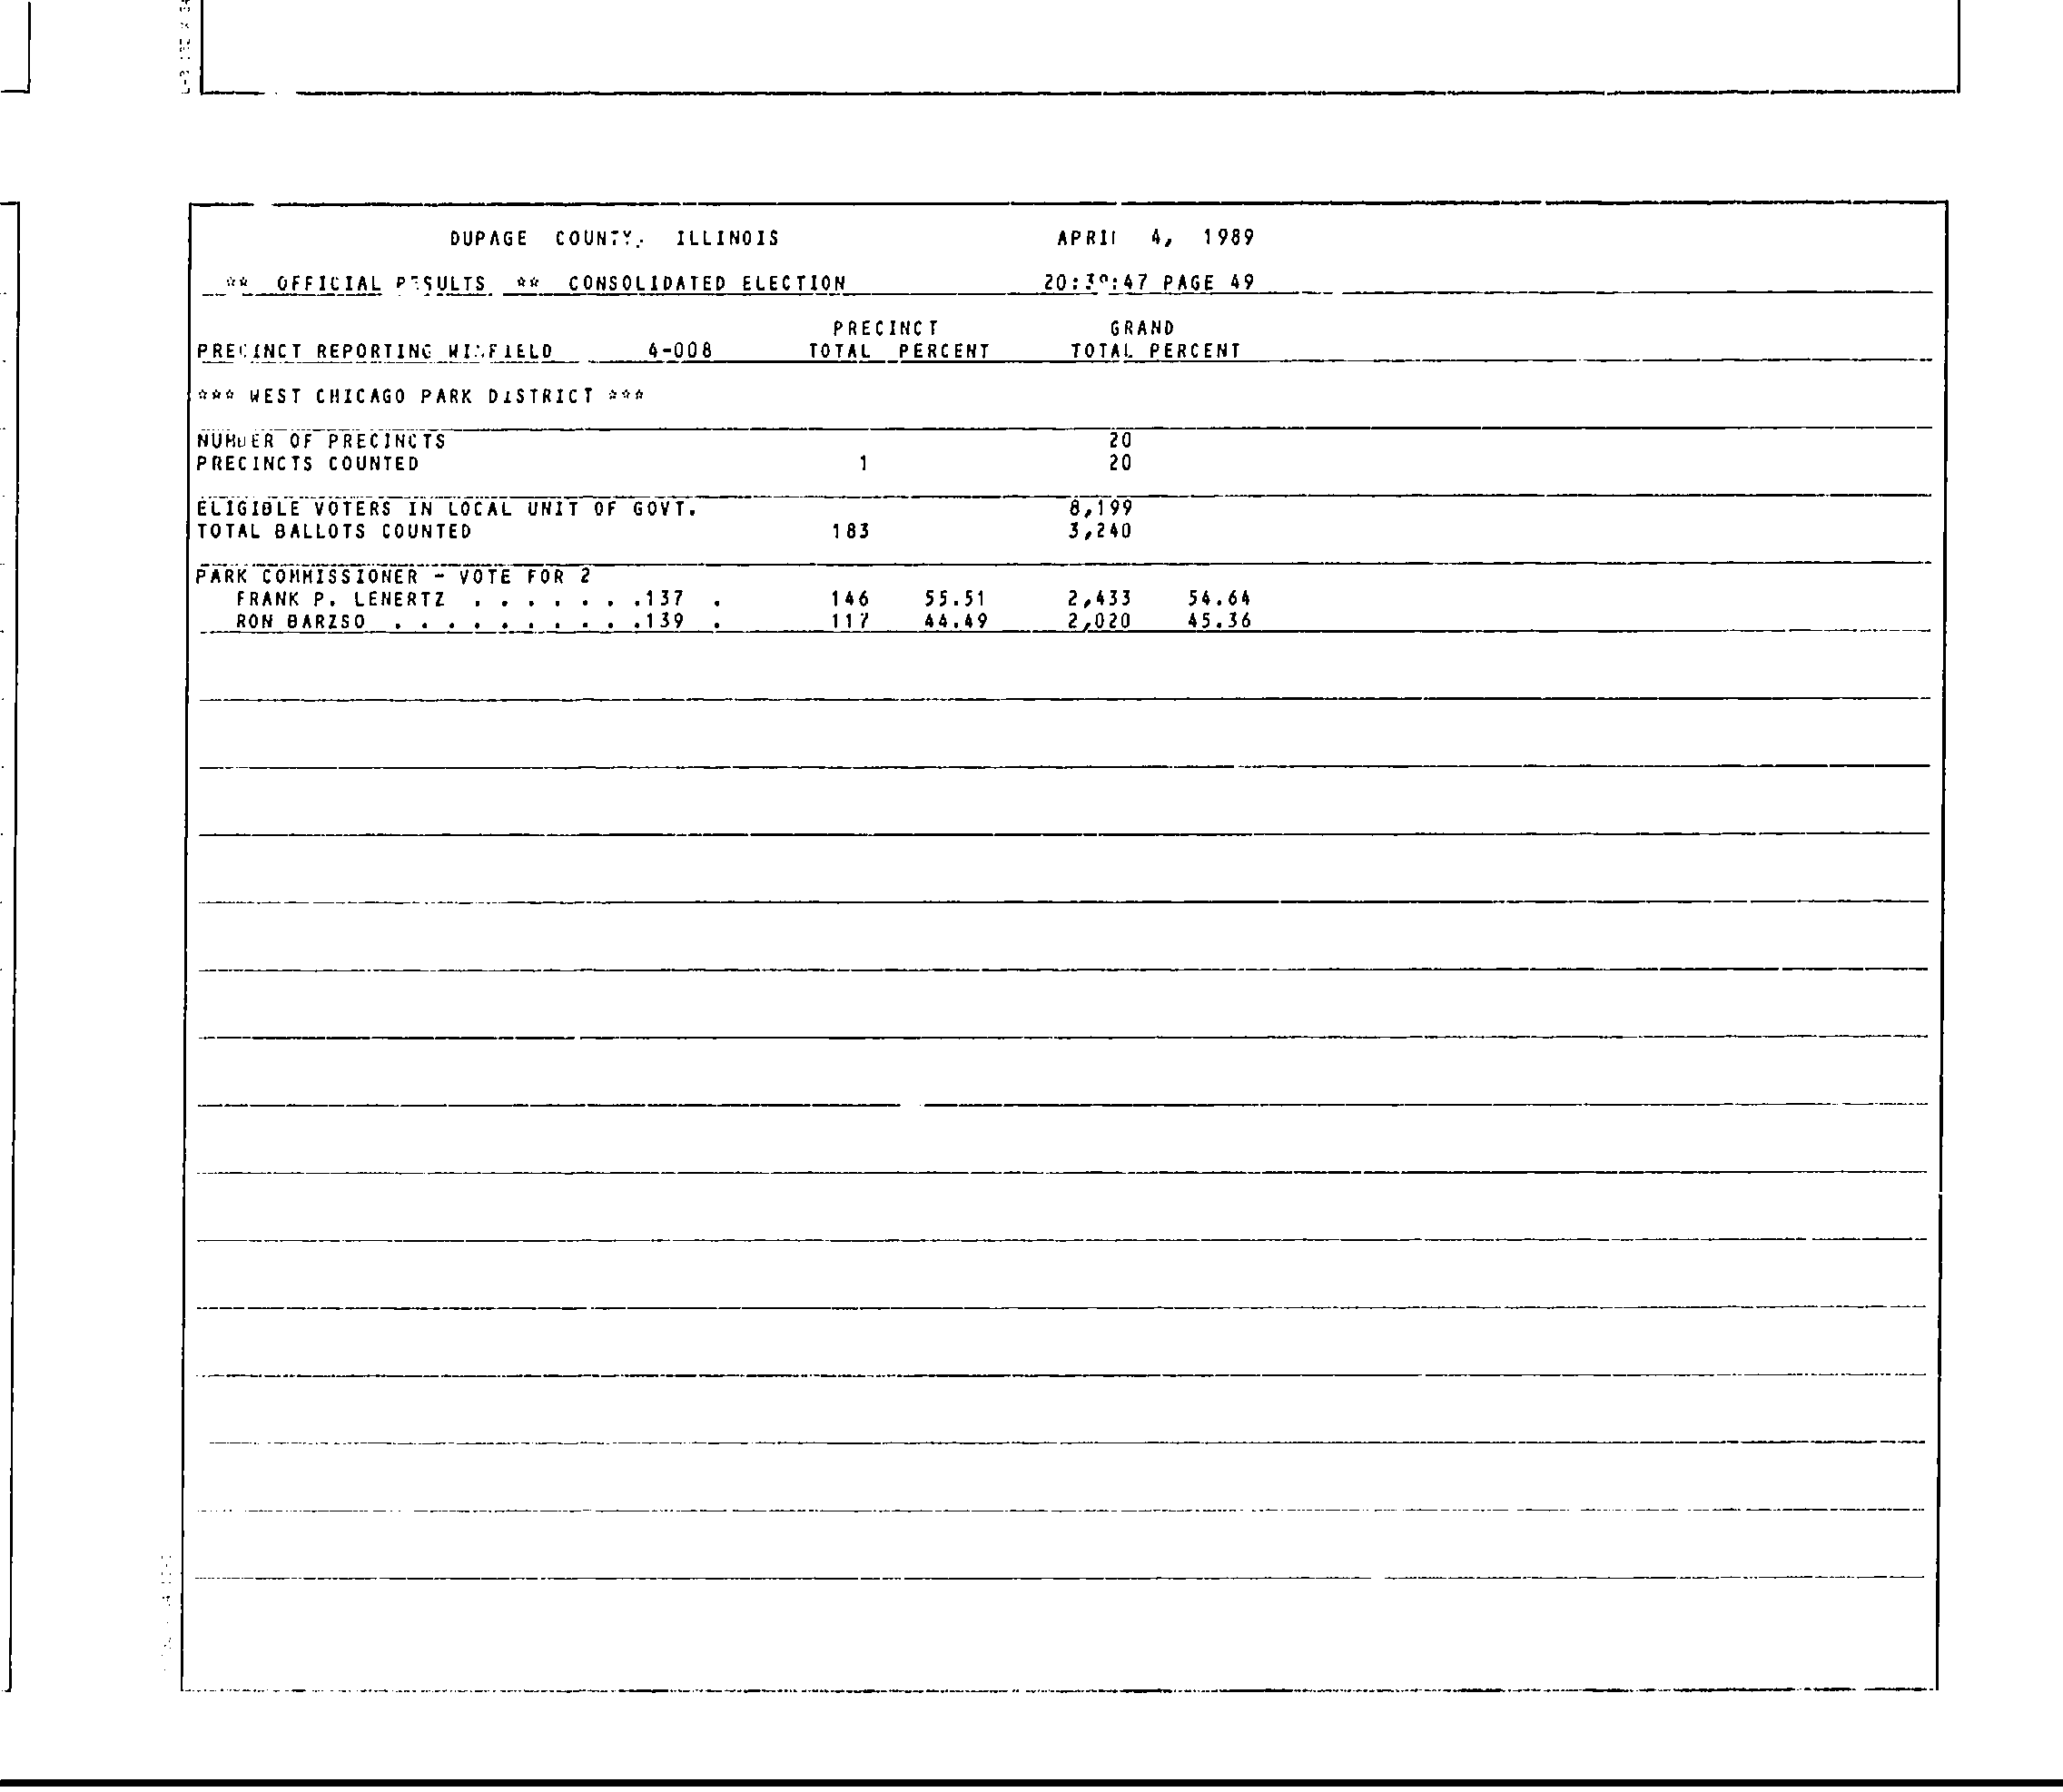 DUPAGE COUNTY, ILLINOIS APRIL 4, 1989
** OFFICIAL RESULTS ** CONSOLIDATED ELECTION PAGE 49
PRECINCT GRAND
PRECINCT REPORTING WINFIELD 4-008 TOTAL PERCENT TOTAL PERCENT
*** WEST CHICAGO PARK DISTRICT ***
NUMBER OF PRECINCTS 20
PRECINCTS COUNTED 1 20
ELIGIBLE VOTERS IN LOCAL UNIT OF GOVT. 8,199
TOTAL BALLOTS COUNTED 183 3,240
PARK COMMISSIONER - VOTE FOR 2
FRANK P. LENERTZ . . . . . . .137 . 146 55.51 2,433 54.64
RON BARZSO . . . . . . . . . .139 . 117 44.49 2,020 45.36